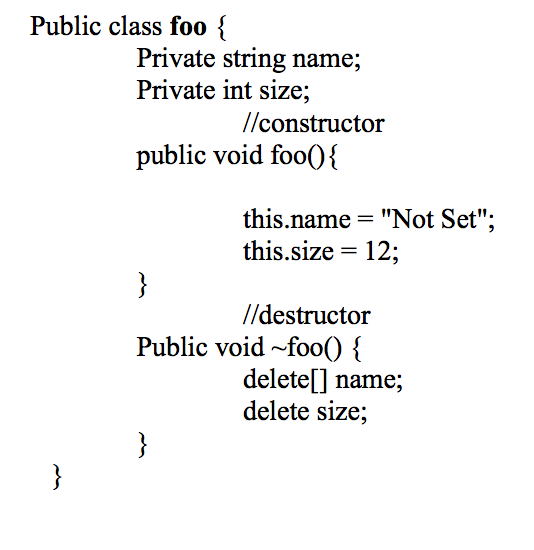 Public class foo {
Private string name;
Private int size;
//constructor
public void foo(){
this.name = "Not Set";
this.size = 12;
}
//destructor
Public void ~foo() {
delete[] name;
delete size;
}
}